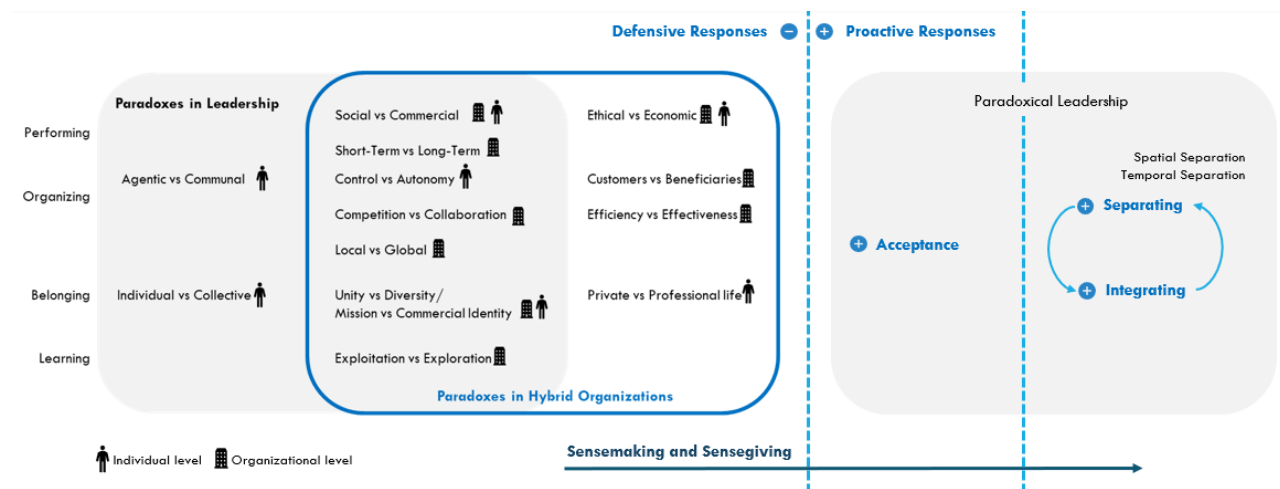 Defensive Responses
Proactive Responses
Paradoxes in Leadership
Performing
Organizing
Belonging
Learning
Agentic vs Communal
Individual vs Collective
Social vs Commercial
Short-Term vs Long-Term
Control vs Autonomy
Competition vs Collaboration
Local vs Global
Unity vs Diversity/
Mission vs Commercial Identity
Exploitation vs Exploration
Ethical vs Economic
Customers vs Beneficiaries
Efficiency vs Effectiveness
Private vs Professional life
Paradoxes in Hybrid Organizations
Paradoxical Leadership
Acceptance
Spatial Separation
Temporal Separation
Separating
Integrating
Individual level
Organizational level
Sensemaking and Sensegiving